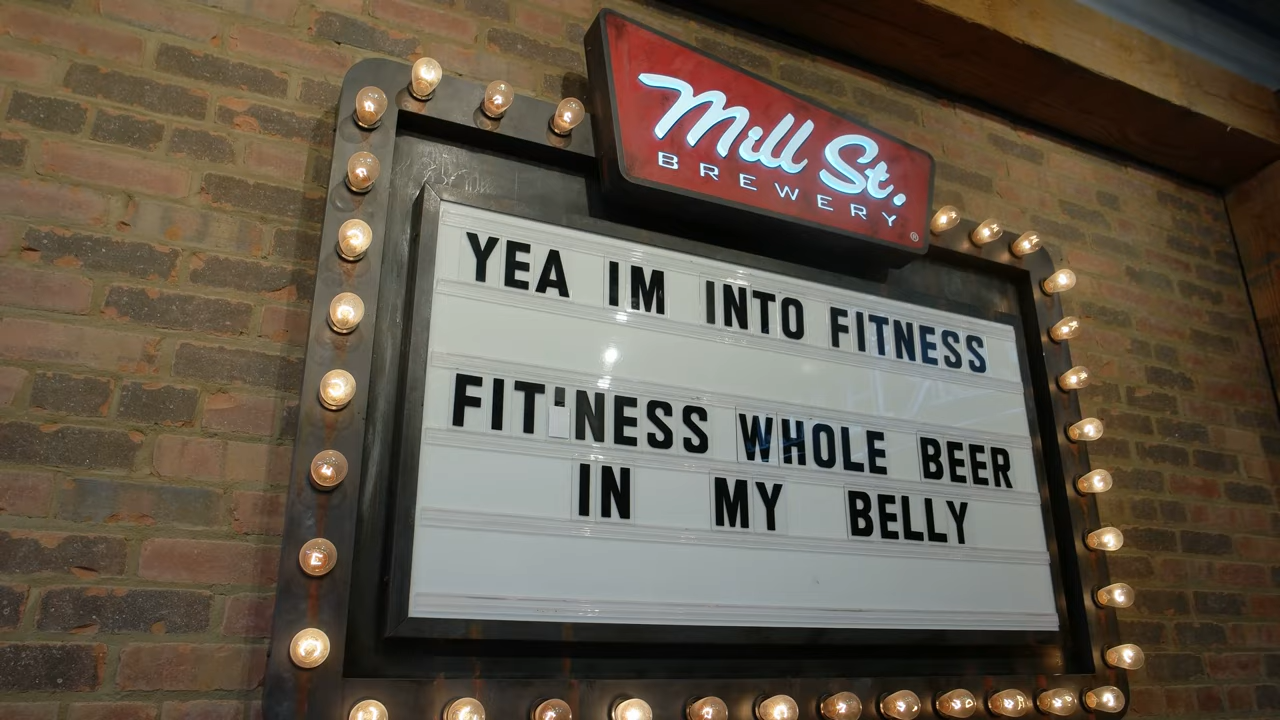 Mill St.
BREWERY
®
YEA IM INTO FITNESS
FIT'NESS WHOLE BEER
IN MY BELLY